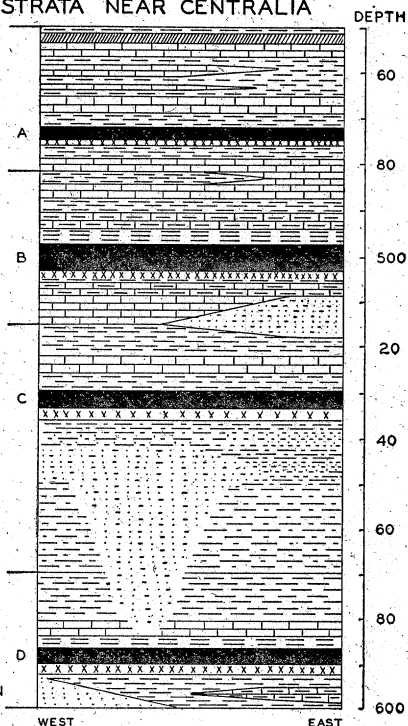 STRATA NEAR CENTRALIA
DEPTH
60
A
80
B
500
20
C
40
60
80
D
N
600
WEST
EAST